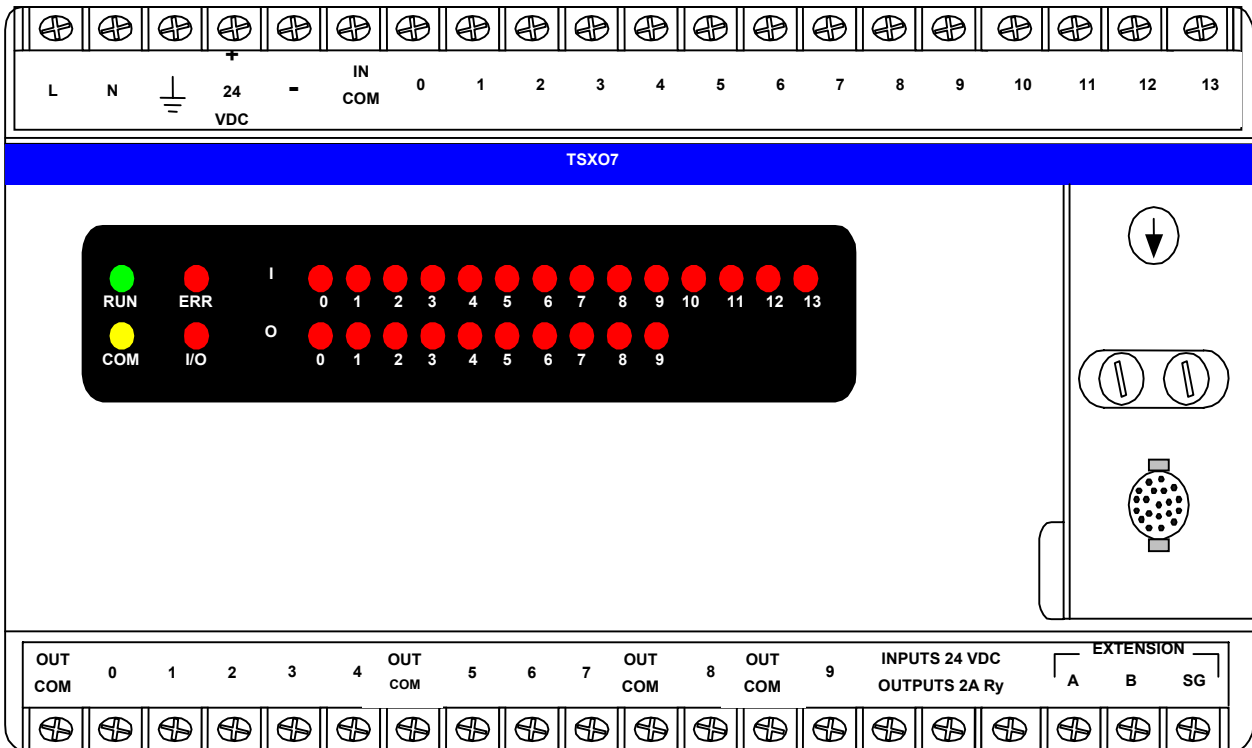 +
L N 24 VDC - IN COM 0 1 2 3 4 5 6 7 8 9 10 11 12 13
TSXO7
RUN ERR I 0 1 2 3 4 5 6 7 8 9 10 11 12 13
COM I/O O 0 1 2 3 4 5 6 7 8 9
OUT COM 0 1 2 3 4 OUT COM 5 6 7 OUT COM 8 OUT COM 9 INPUTS 24 VDC OUTPUTS 2A Ry
EXTENSION
A B SG